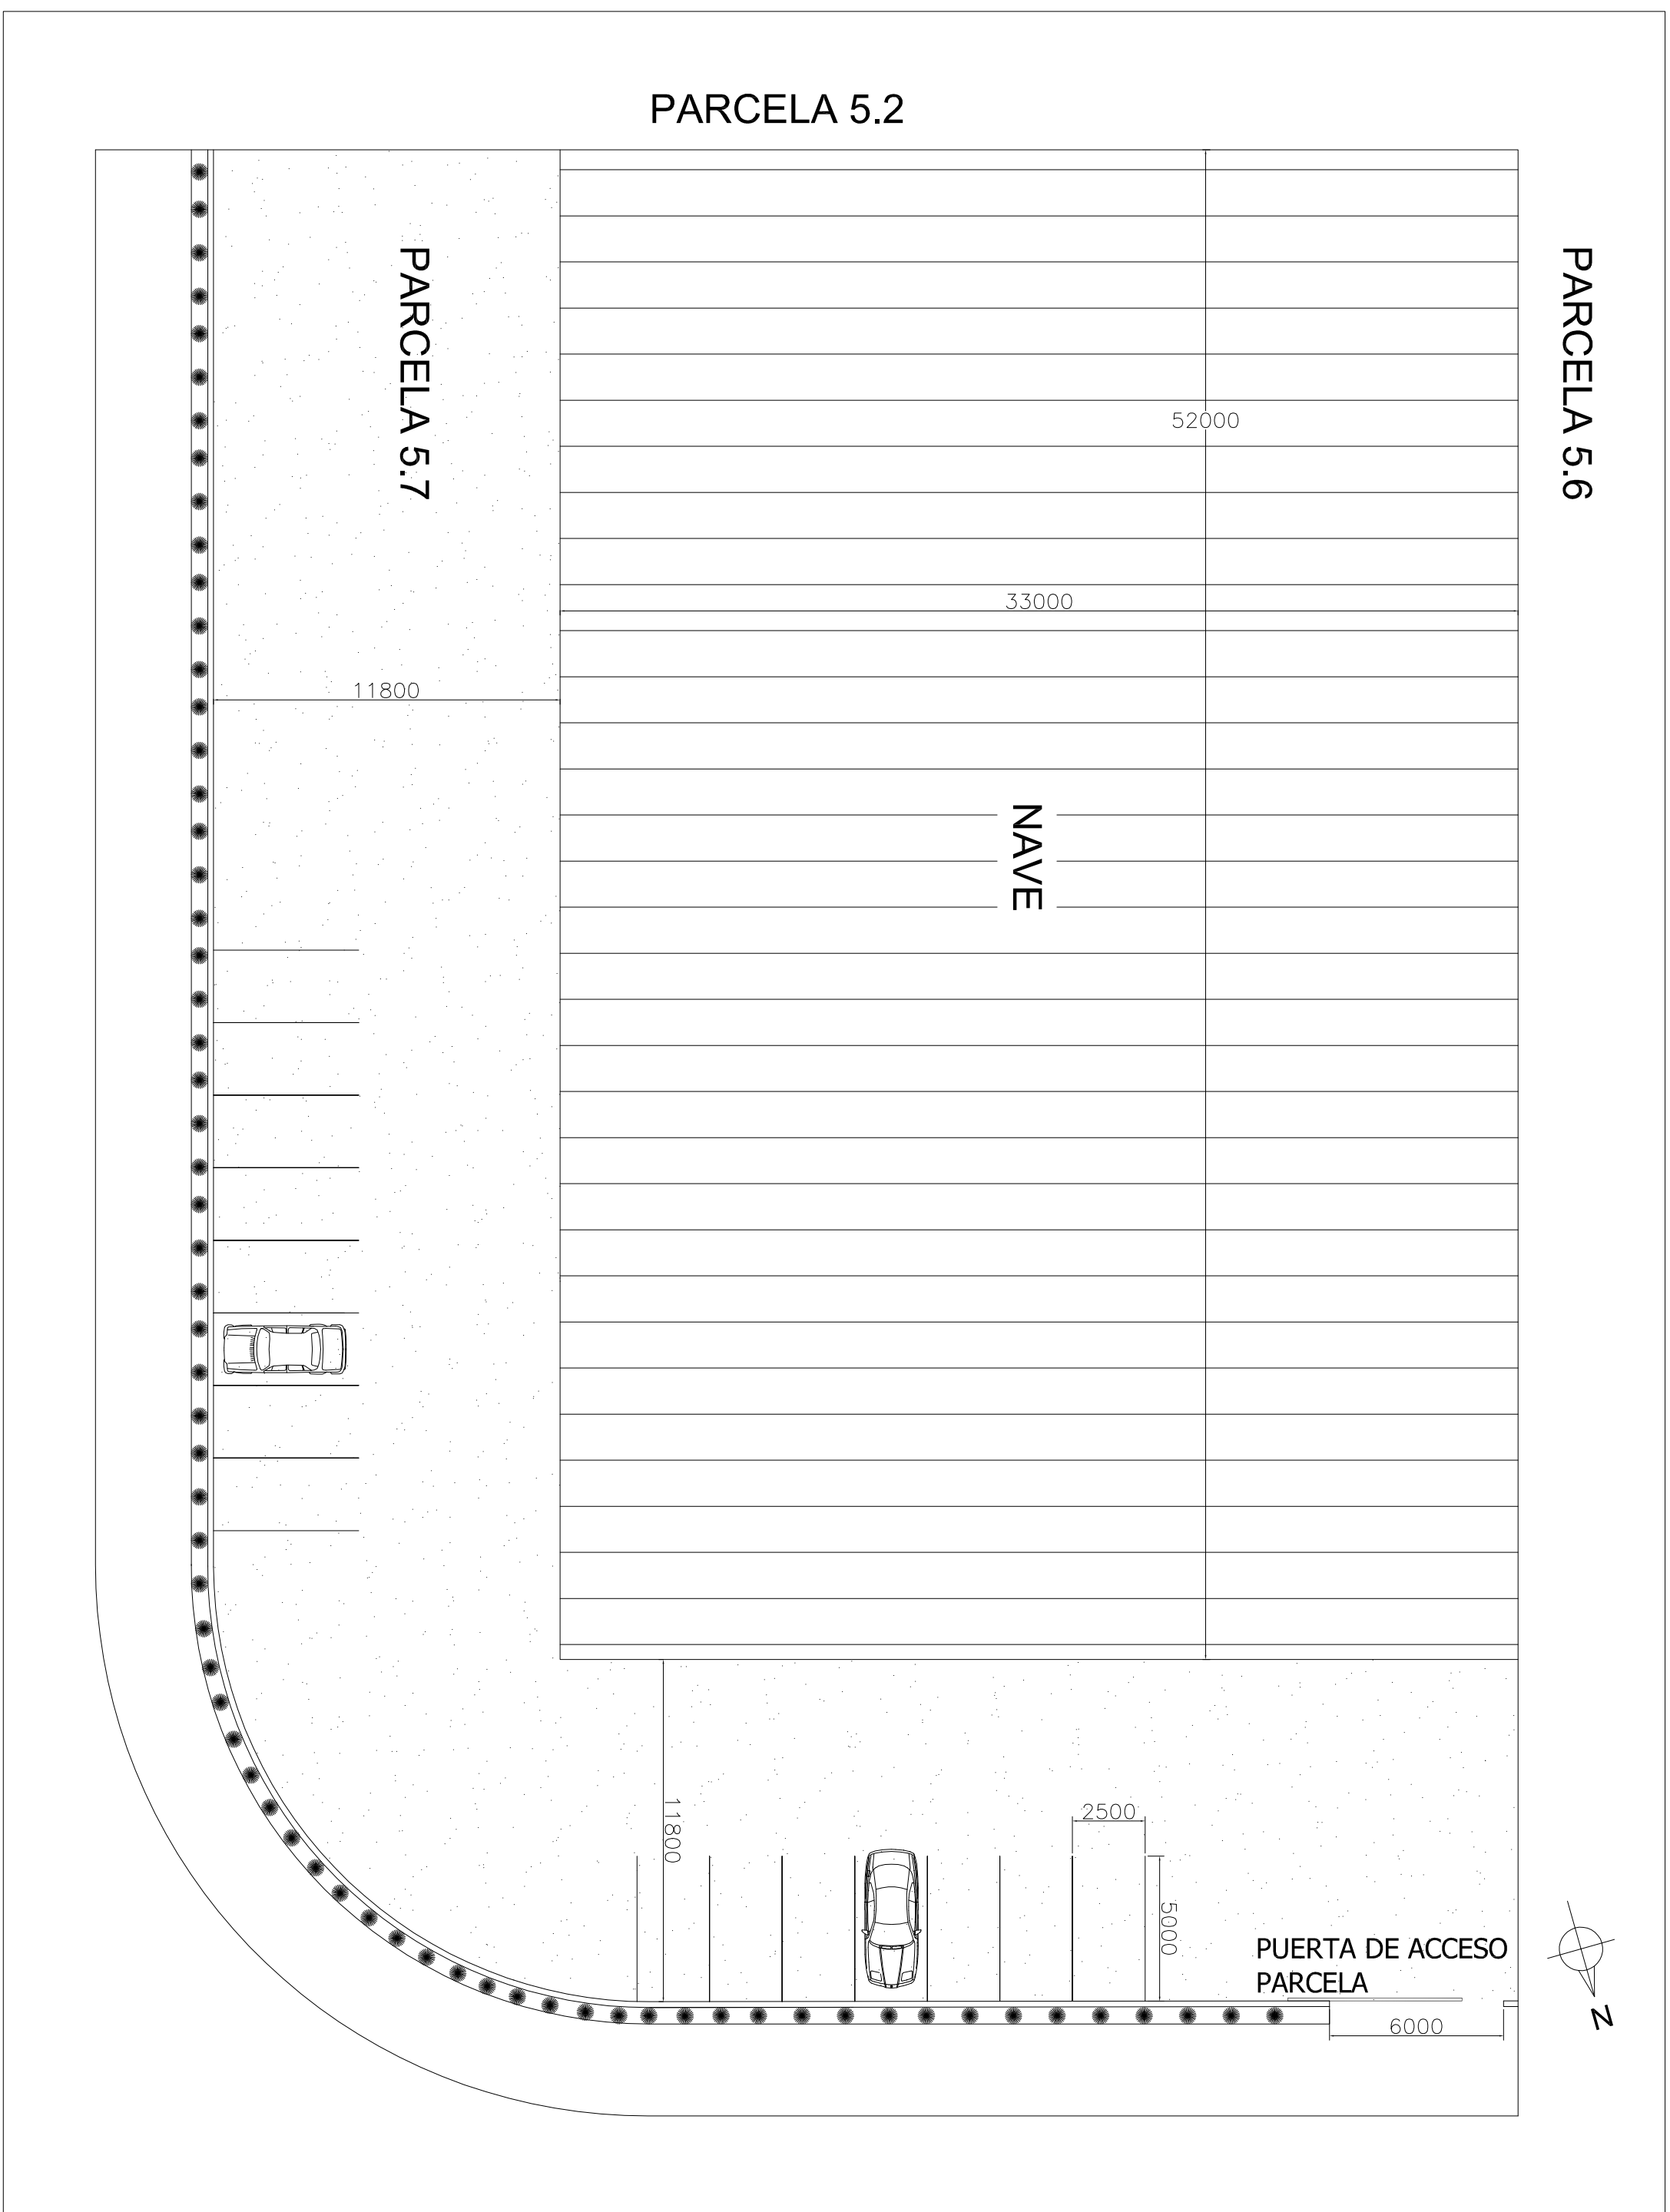 PARCELA 5.2
PARCELA 5.7
PARCELA 5.6
52000
33000
11800
NAVE
11800
2500
5000
PUERTA DE ACCESO
PARCELA
6000
N